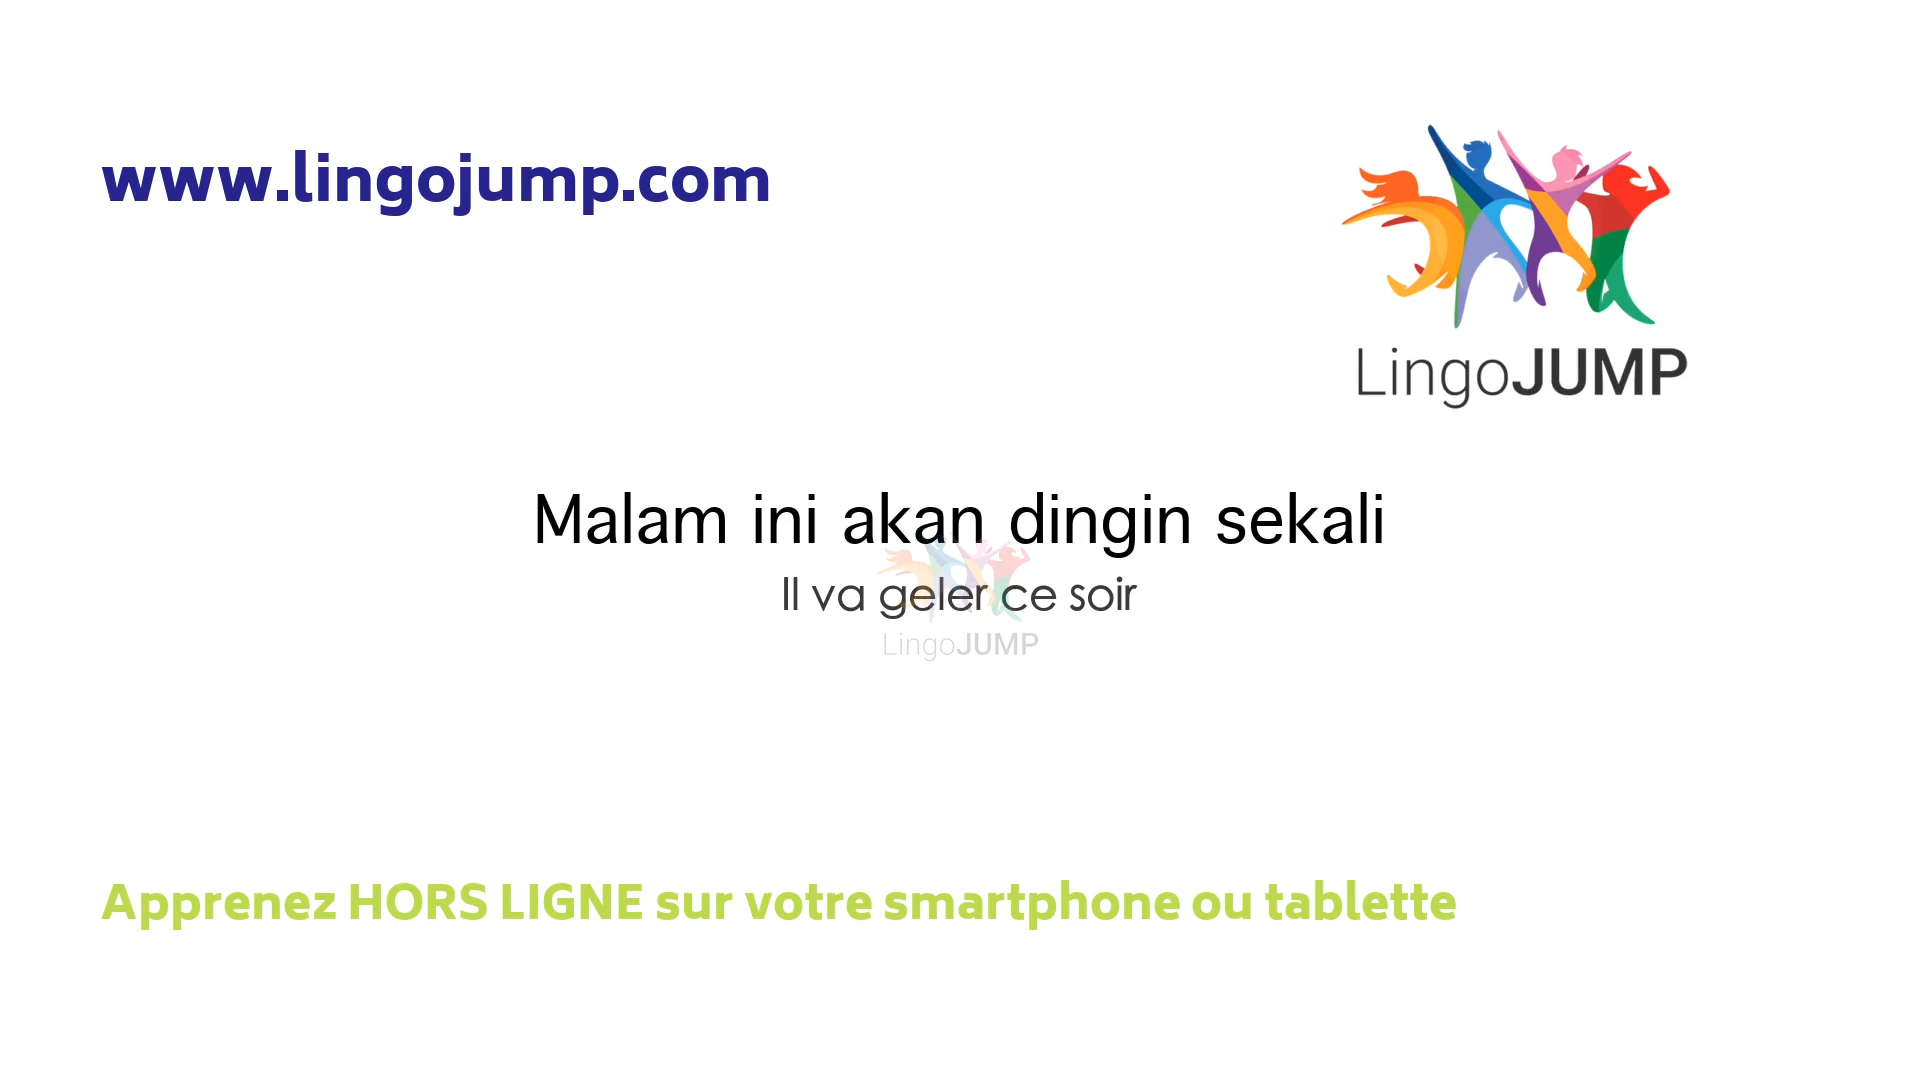 www.lingojump.com
LingoJUMP
Malam ini akan dingin sekali
Il va geler ce soir
LingoJUMP
Apprenez HORS LIGNE sur votre smartphone ou tablette